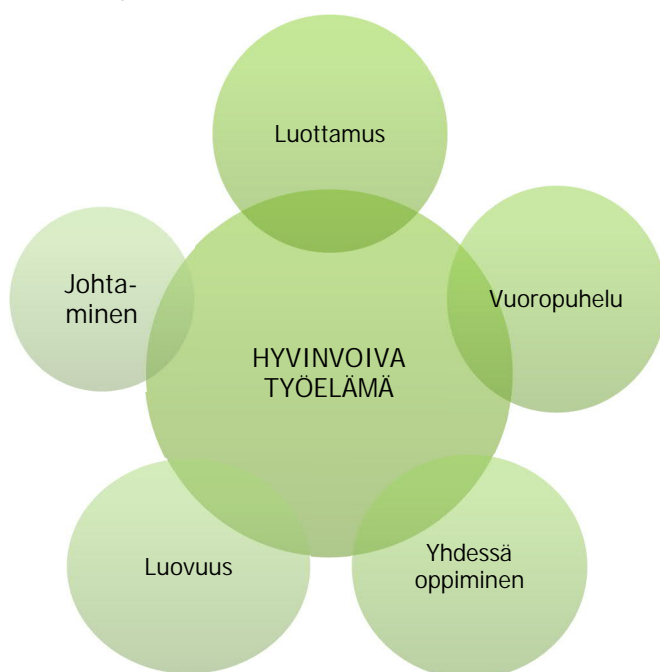 Luottamus
Johta-
minen
Vuoropuhelu
HYVINVOIVA
TYÖELÄMÄ
Luovuus
Yhdessä
oppiminen